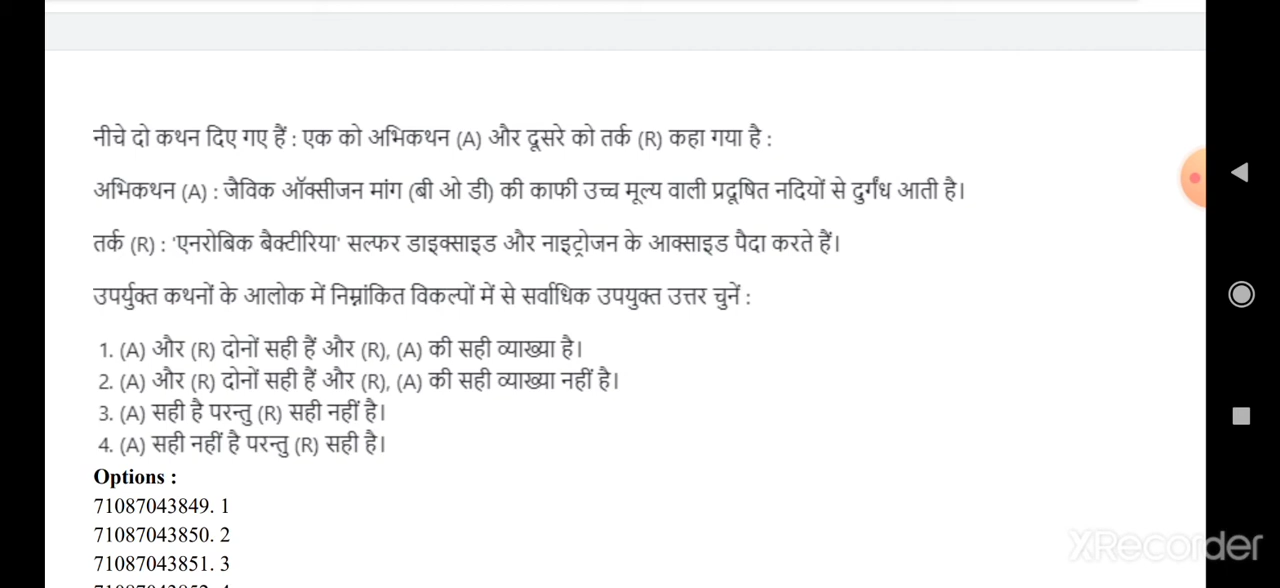 नीचे दो कथन दिए गए हैं : एक को अभिकथन (A) और दूसरे को तर्क (R) कहा गया है :
अभिकथन (A) : जैविक ऑक्सीजन मांग (बी ओ डी) की काफी उच्च मूल्य वाली प्रदूषित नदियों से दुर्गंध आती है।
तर्क (R) : 'एनरोबिक बैक्टीरिया' सल्फर डाइक्साइड और नाइट्रोजन के आक्साइड पैदा करते हैं।
उपर्युक्त कथनों के आलोक में निम्नांकित विकल्पों में से सर्वाधिक उपयुक्त उत्तर चुनें :
1. (A) और (R) दोनों सही हैं और (R), (A) की सही व्याख्या है।
2. (A) और (R) दोनों सही हैं और (R), (A) की सही व्याख्या नहीं है।
3. (A) सही है परन्तु (R) सही नहीं है।
4. (A) सही नहीं है परन्तु (R) सही है।
Options :
71087043849. 1
71087043850. 2
71087043851. 3
XRecorder